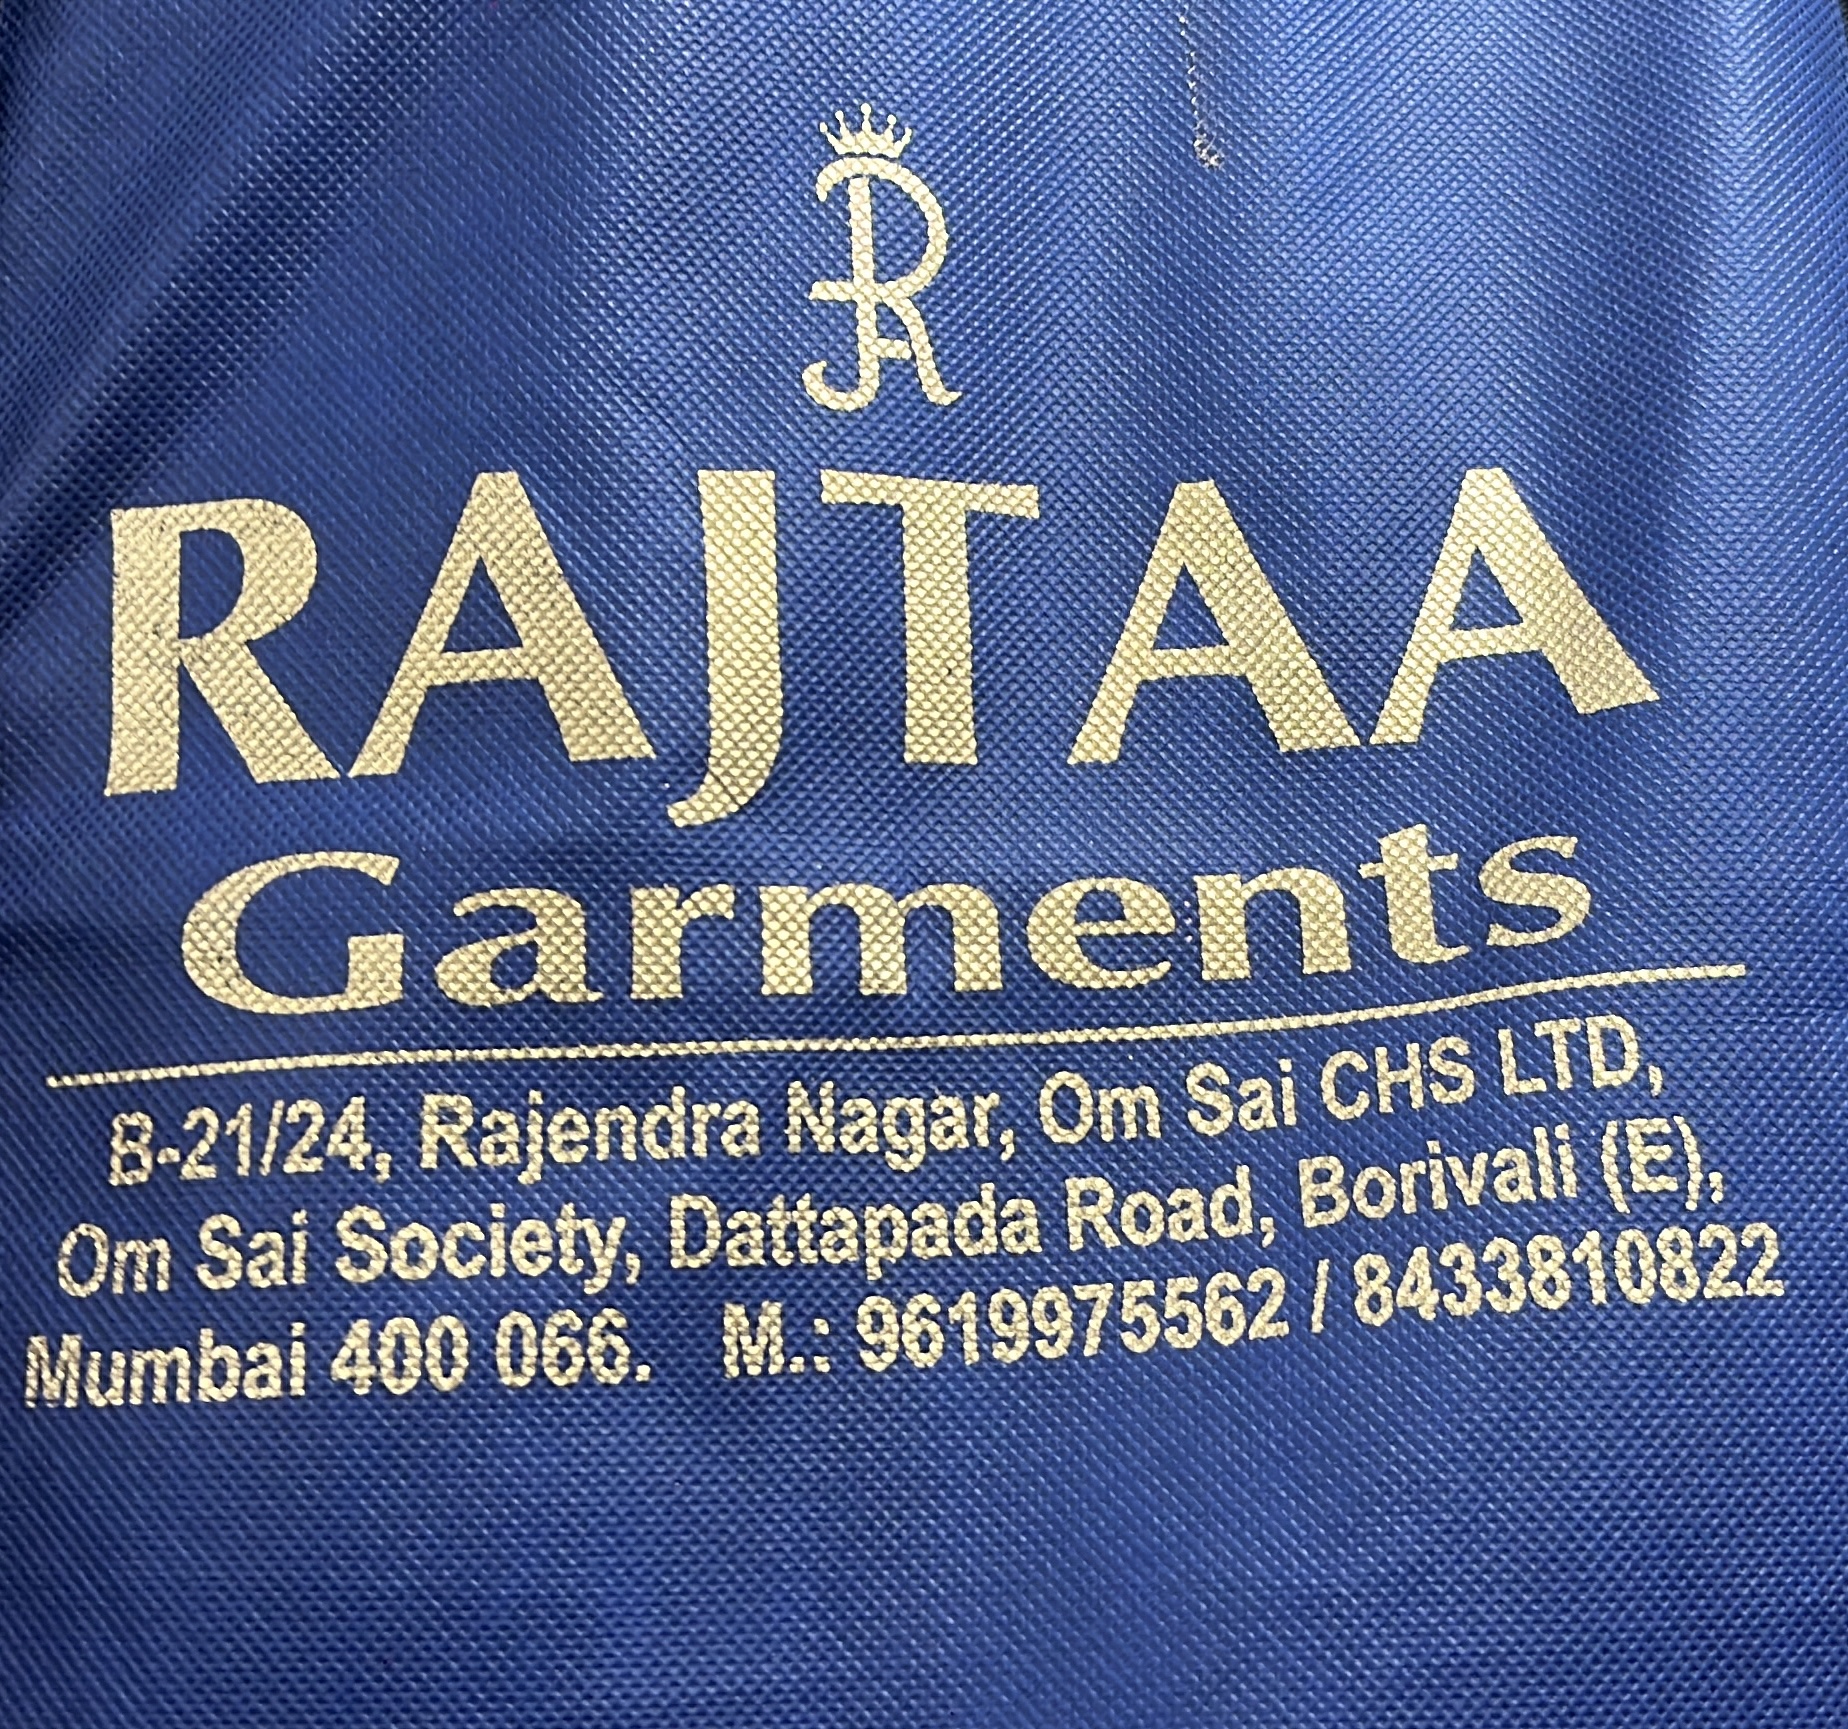 RAJTAA
Garments
B-21/24, Rajendra Nagar, Om Sai CHS LTD,
Om Sai Society, Dattapada Road, Borivali (E),
Mumbai 400 066. M.: 9619975562 / 8433810822